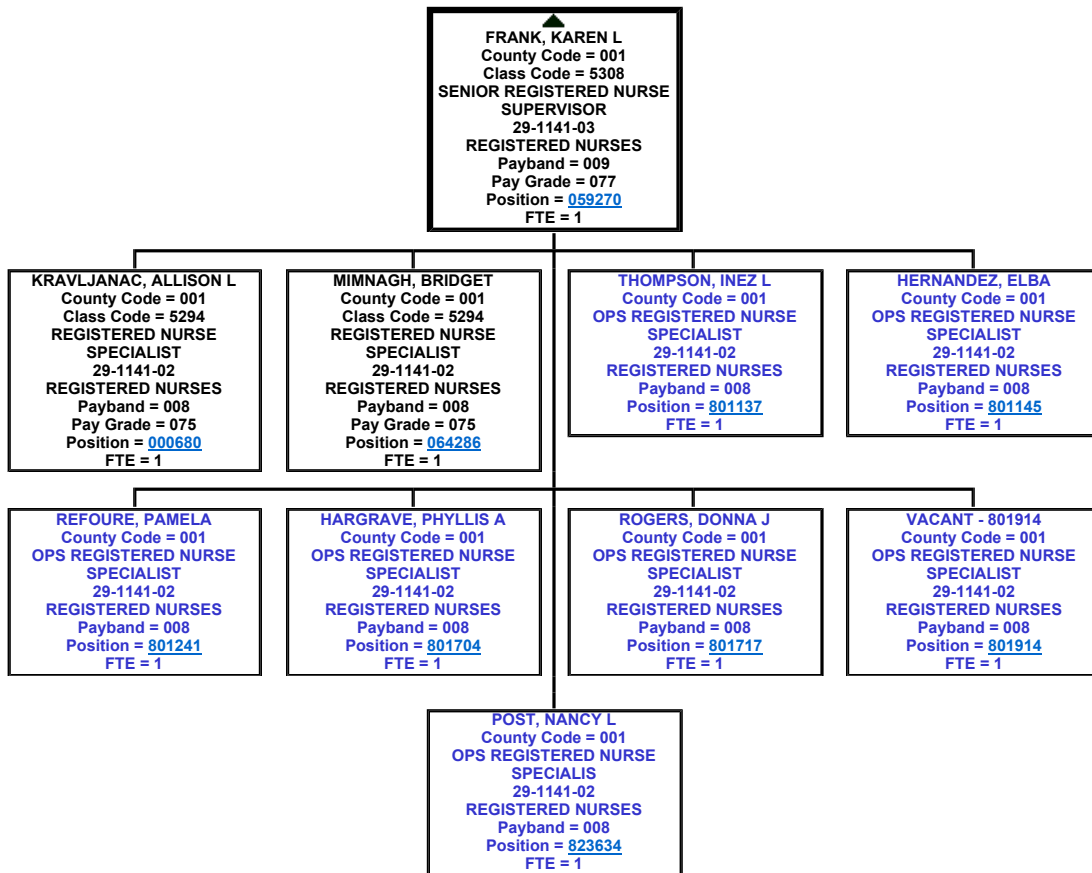 FRANK, KAREN L
County Code = 001
Class Code = 5308
SENIOR REGISTERED NURSE
SUPERVISOR
29-1141-03
REGISTERED NURSES
Payband = 009
Pay Grade = 077
Position = 059270
FTE = 1
KRAVLJANAC, ALLISON L
County Code = 001
Class Code = 5294
REGISTERED NURSE
SPECIALIST
29-1141-02
REGISTERED NURSES
Payband = 008
Pay Grade = 075
Position = 000680
FTE = 1
MIMNAGH, BRIDGET
County Code = 001
Class Code = 5294
REGISTERED NURSE
SPECIALIST
29-1141-02
REGISTERED NURSES
Payband = 008
Pay Grade = 075
Position = 064286
FTE = 1
THOMPSON, INEZ L
County Code = 001
OPS REGISTERED NURSE
SPECIALIST
29-1141-02
REGISTERED NURSES
Payband = 008
Position = 801137
FTE = 1
HERNANDEZ, ELBA
County Code = 001
OPS REGISTERED NURSE
SPECIALIST
29-1141-02
REGISTERED NURSES
Payband = 008
Position = 801145
FTE = 1
REFOURE, PAMELA
County Code = 001
OPS REGISTERED NURSE
SPECIALIST
29-1141-02
REGISTERED NURSES
Payband = 008
Position = 801241
FTE = 1
HARGRAVE, PHYLLIS A
County Code = 001
OPS REGISTERED NURSE
SPECIALIST
29-1141-02
REGISTERED NURSES
Payband = 008
Position = 801704
FTE = 1
ROGERS, DONNA J
County Code = 001
OPS REGISTERED NURSE
SPECIALIST
29-1141-02
REGISTERED NURSES
Payband = 008
Position = 801717
FTE = 1
VACANT - 801914
County Code = 001
OPS REGISTERED NURSE
SPECIALIST
29-1141-02
REGISTERED NURSES
Payband = 008
Position = 801914
FTE = 1
POST, NANCY L
County Code = 001
OPS REGISTERED NURSE
SPECIALIS
29-1141-02
REGISTERED NURSES
Payband = 008
Position = 823634
FTE = 1